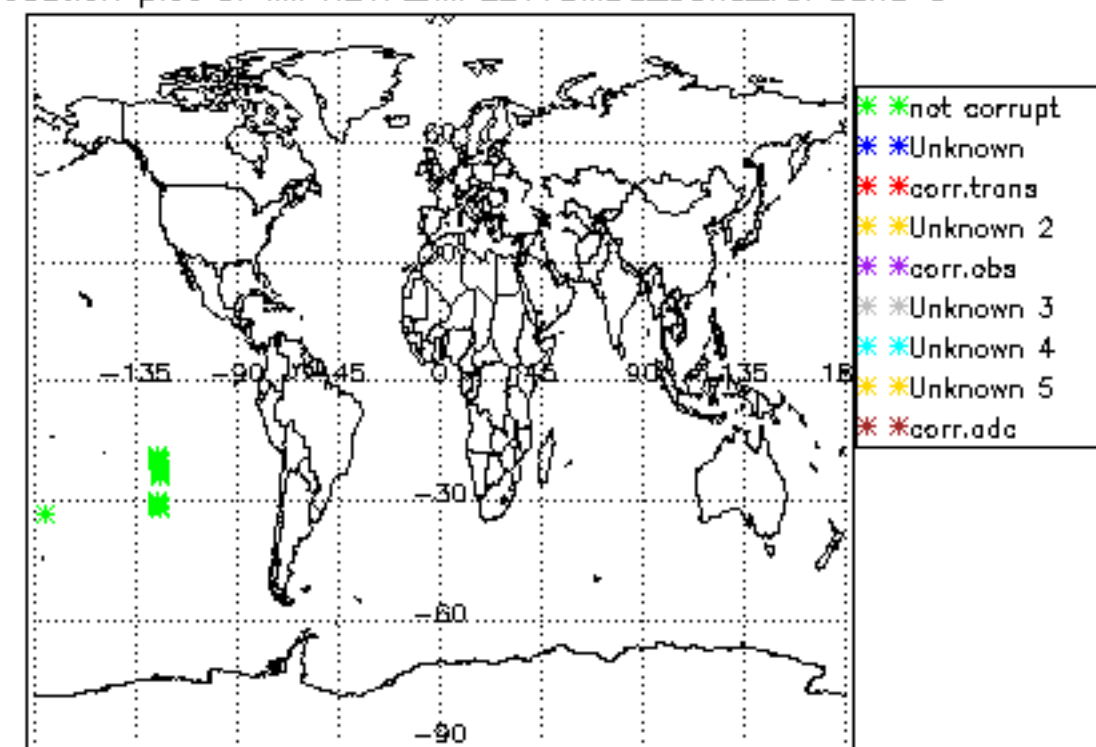 not corrupt
Unknown
corr.trans
Unknown 2
corr.obs
Unknown 3
Unknown 4
Unknown 5
corr.adc
60
-135 -90 -45 0 45 90 135
-30
-60
-90